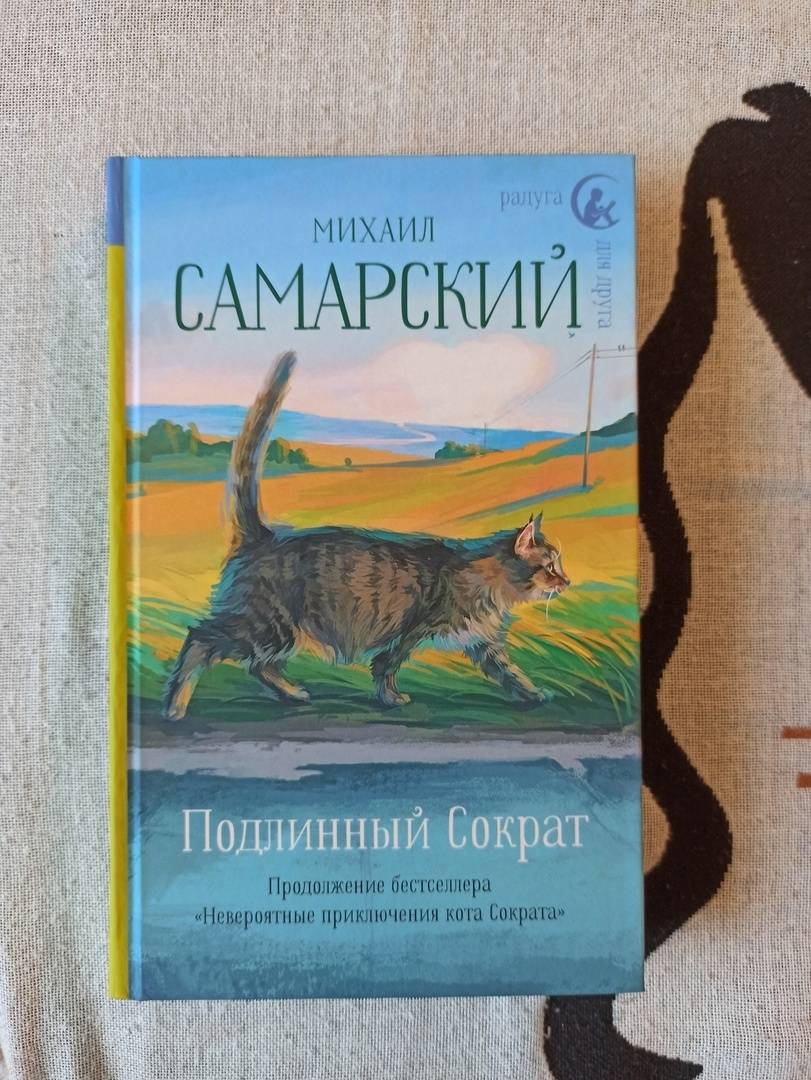 радуга
для друга
МИХАИЛ
САМАРСКИЙ
Подлинный Сократ
Продолжение бестселлера
«Невероятные приключения кота Сократа»